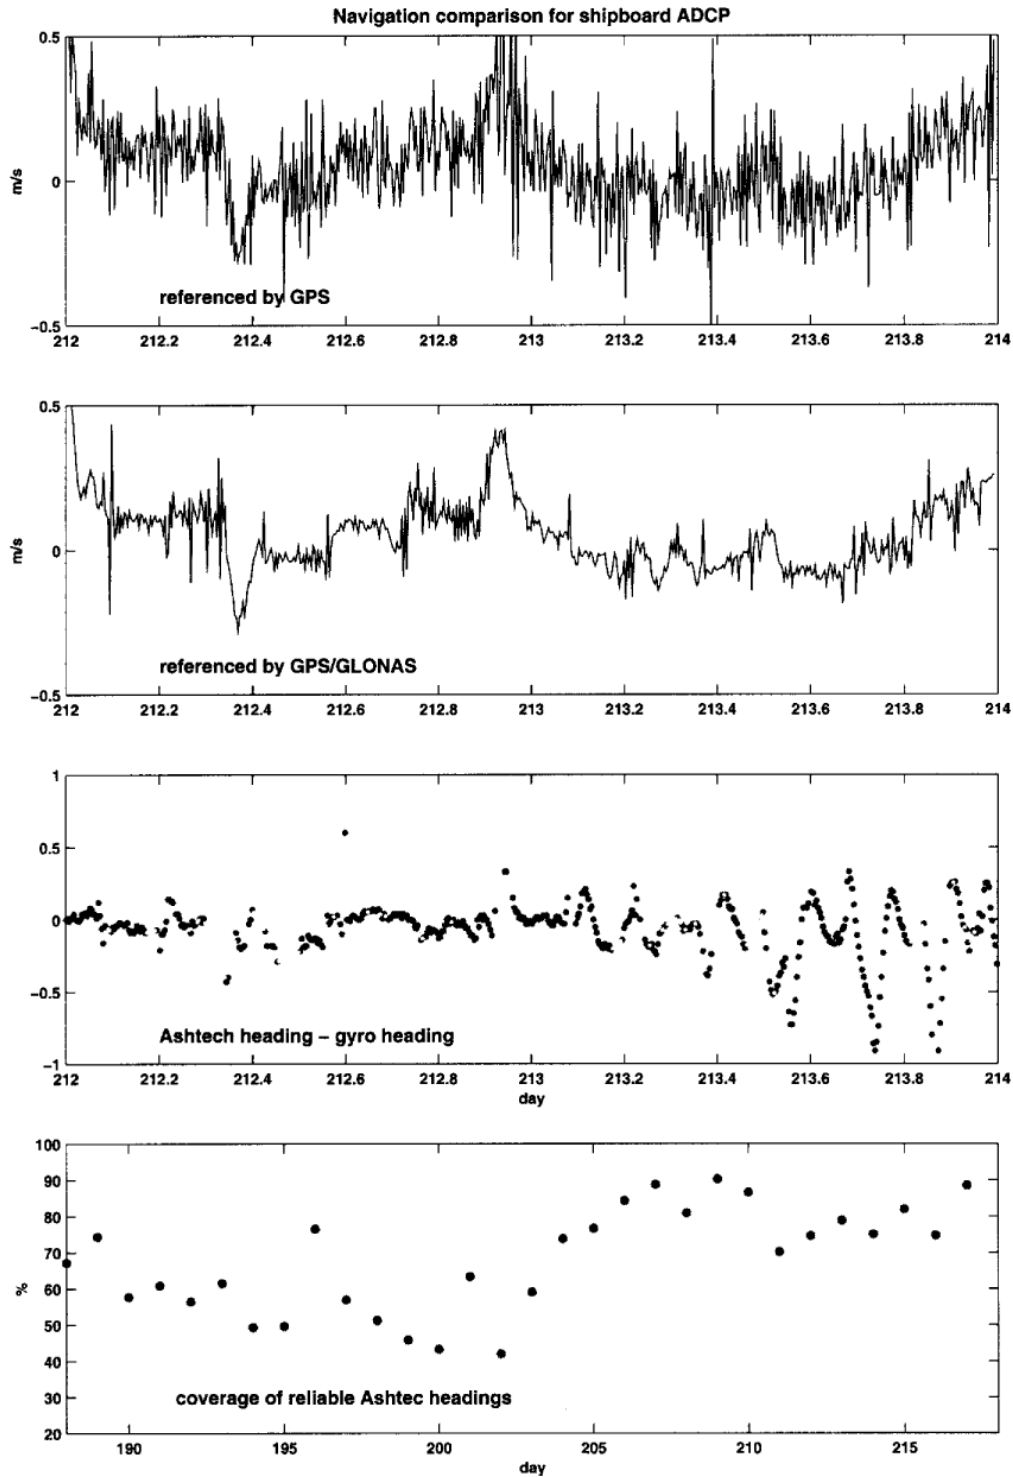 Navigation comparison for shipboard ADCP
0.5
0
−0.5
m/s
referenced by GPS
212 212.2 212.4 212.6 212.8 213 213.2 213.4 213.6 213.8 214
0.5
0
−0.5
m/s
referenced by GPS/GLONAS
212 212.2 212.4 212.6 212.8 213 213.2 213.4 213.6 213.8 214
1
0.5
0
−0.5
−1
Ashtech heading – gyro heading
212 212.2 212.4 212.6 212.8 213 213.2 213.4 213.6 213.8 214
day
100
90
80
70
60
50
40
30
20
%
coverage of reliable Ashtec headings
190 195 200 205 210 215
day